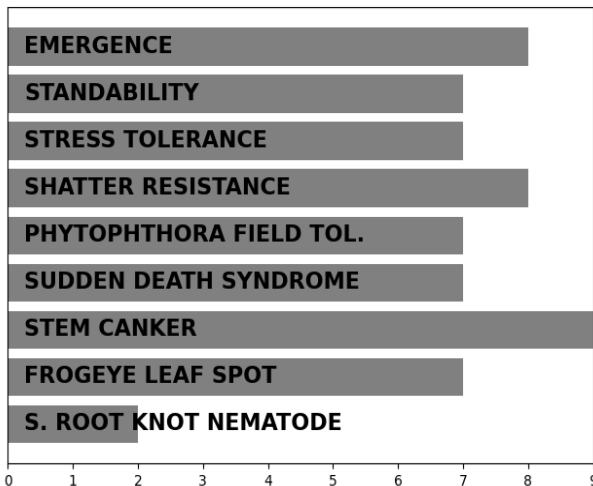 EMERGENCE
STANDABILITY
STRESS TOLERANCE
SHATTER RESISTANCE
PHYTOPHTHORA FIELD TOL.
SUDDEN DEATH SYNDROME
STEM CANKER
FROGEYE LEAF SPOT
S. ROOT KNOT NEMATODE
0 1 2 3 4 5 6 7 8 9